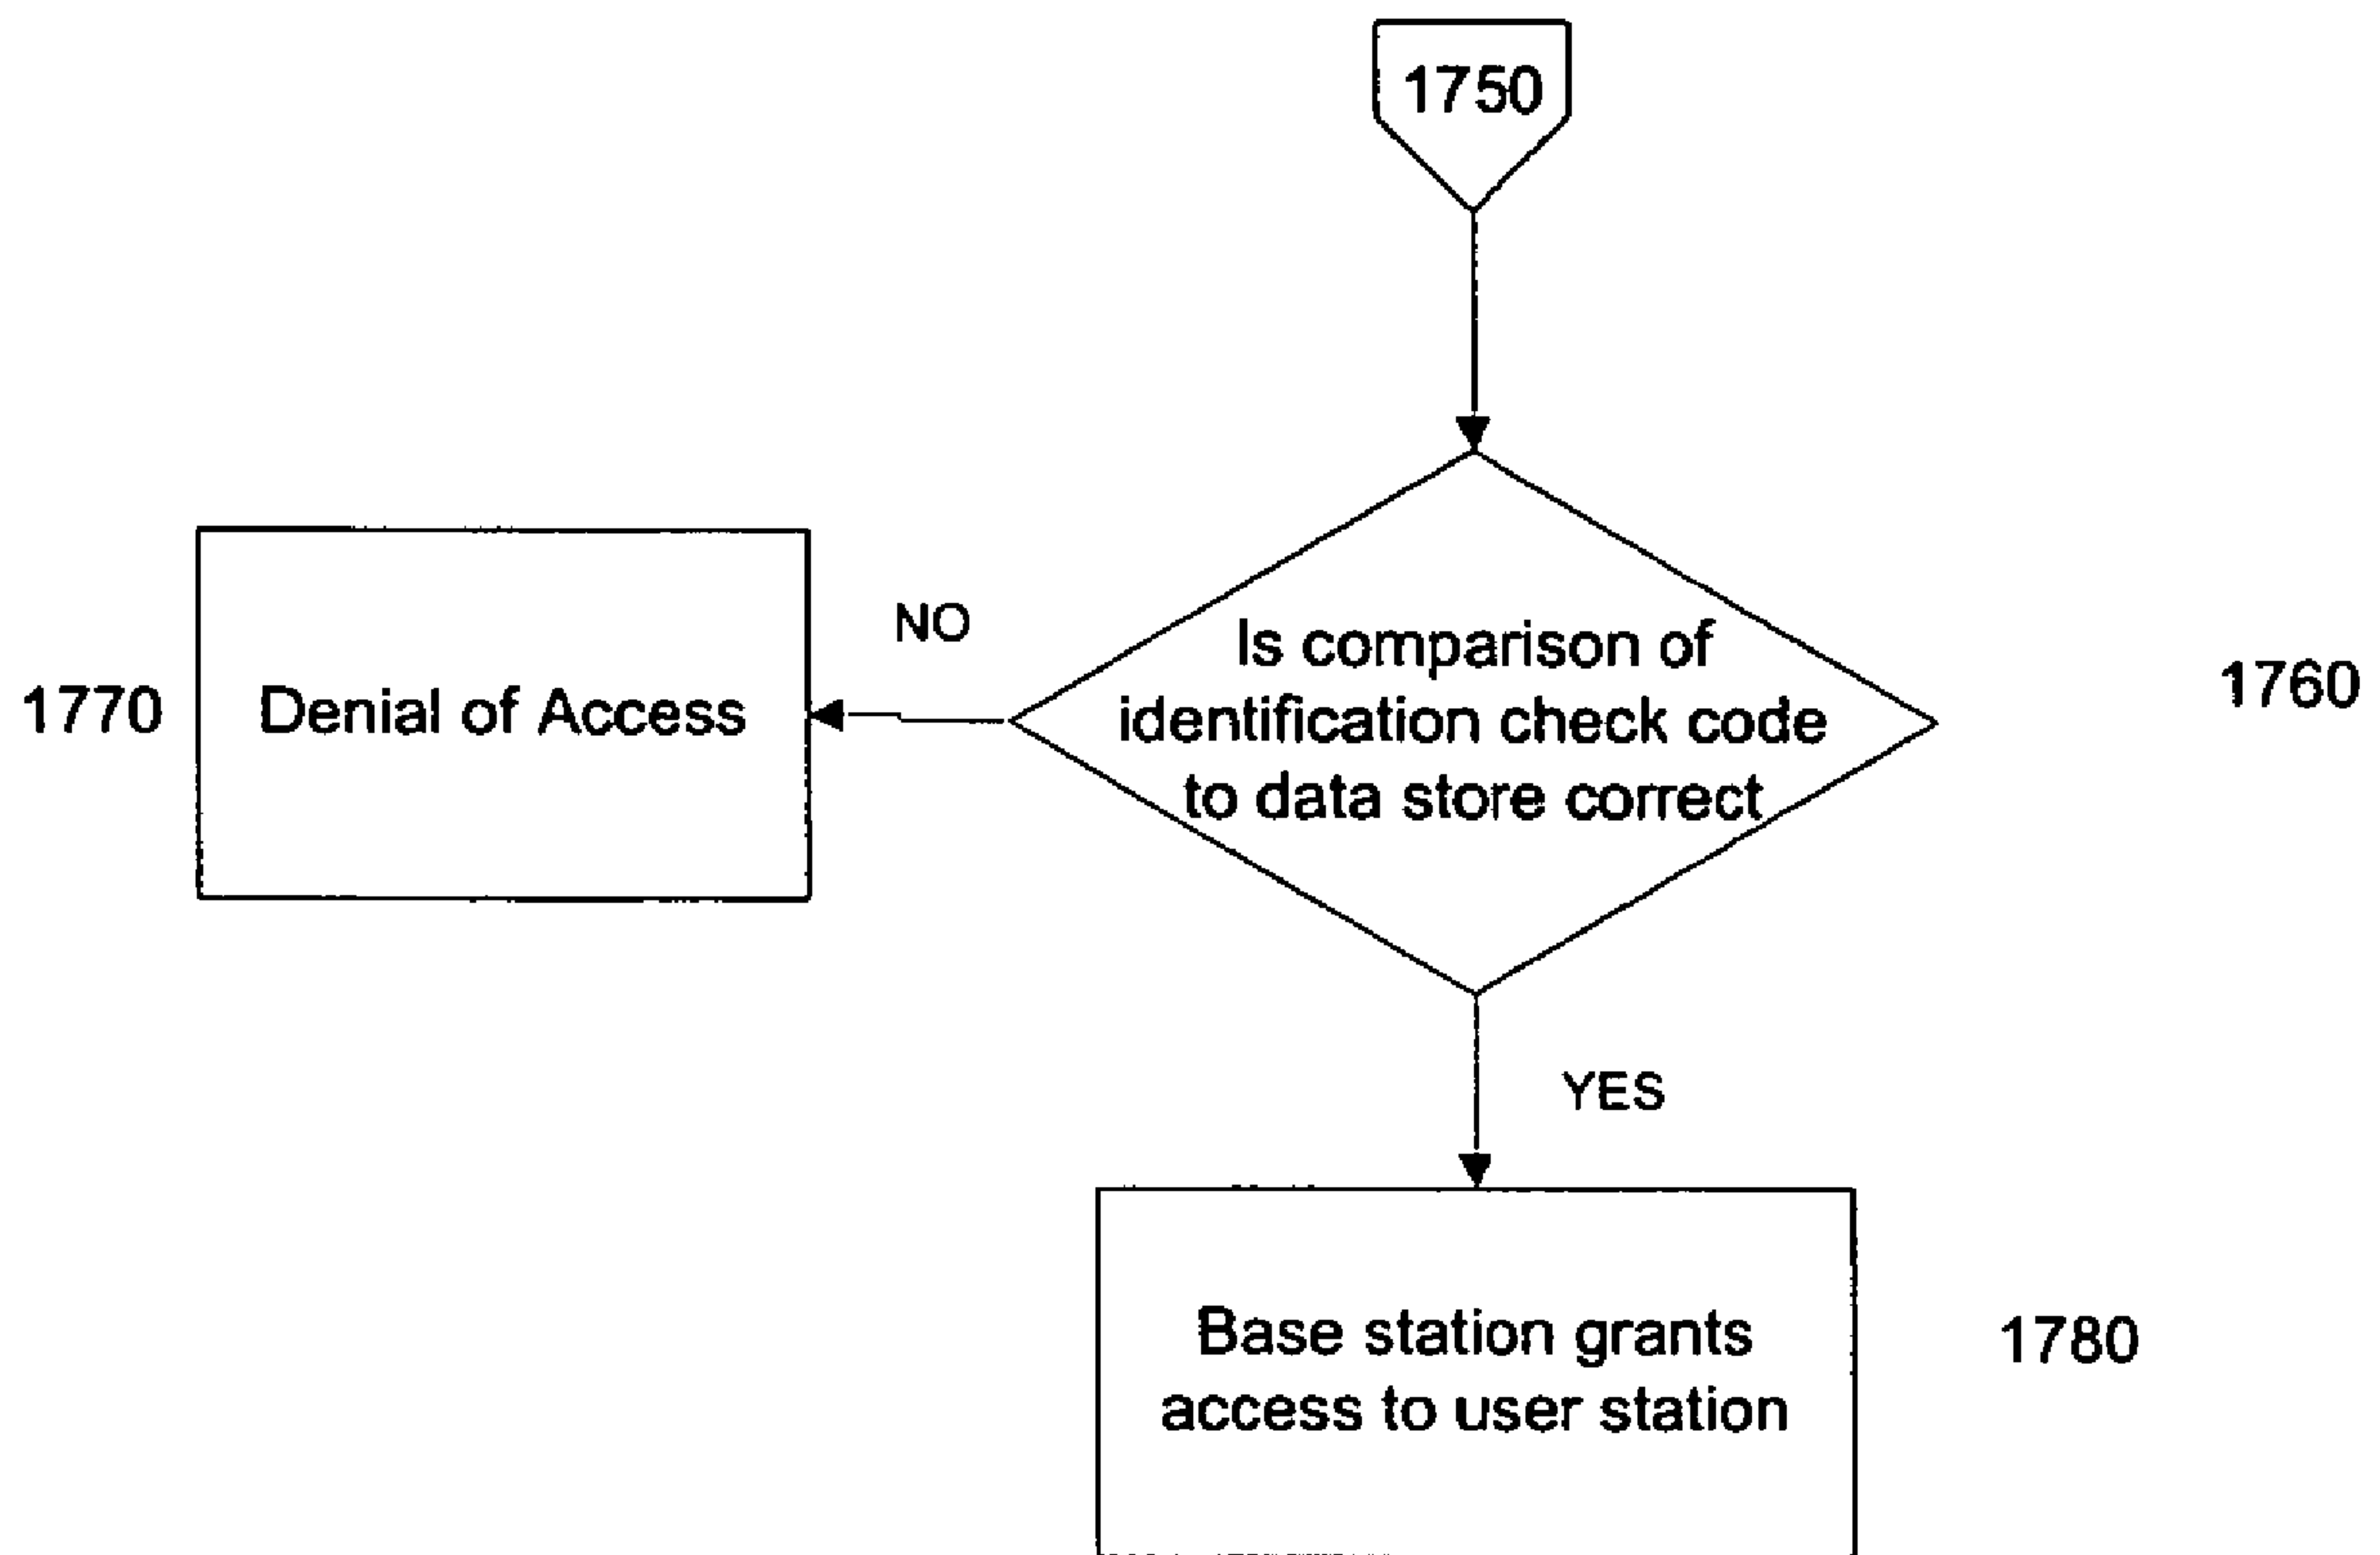 1750
NO
Is comparison of
identification check code
to data store correct
1760
1770
Denial of Access
YES
Base station grants
access to user station
1780